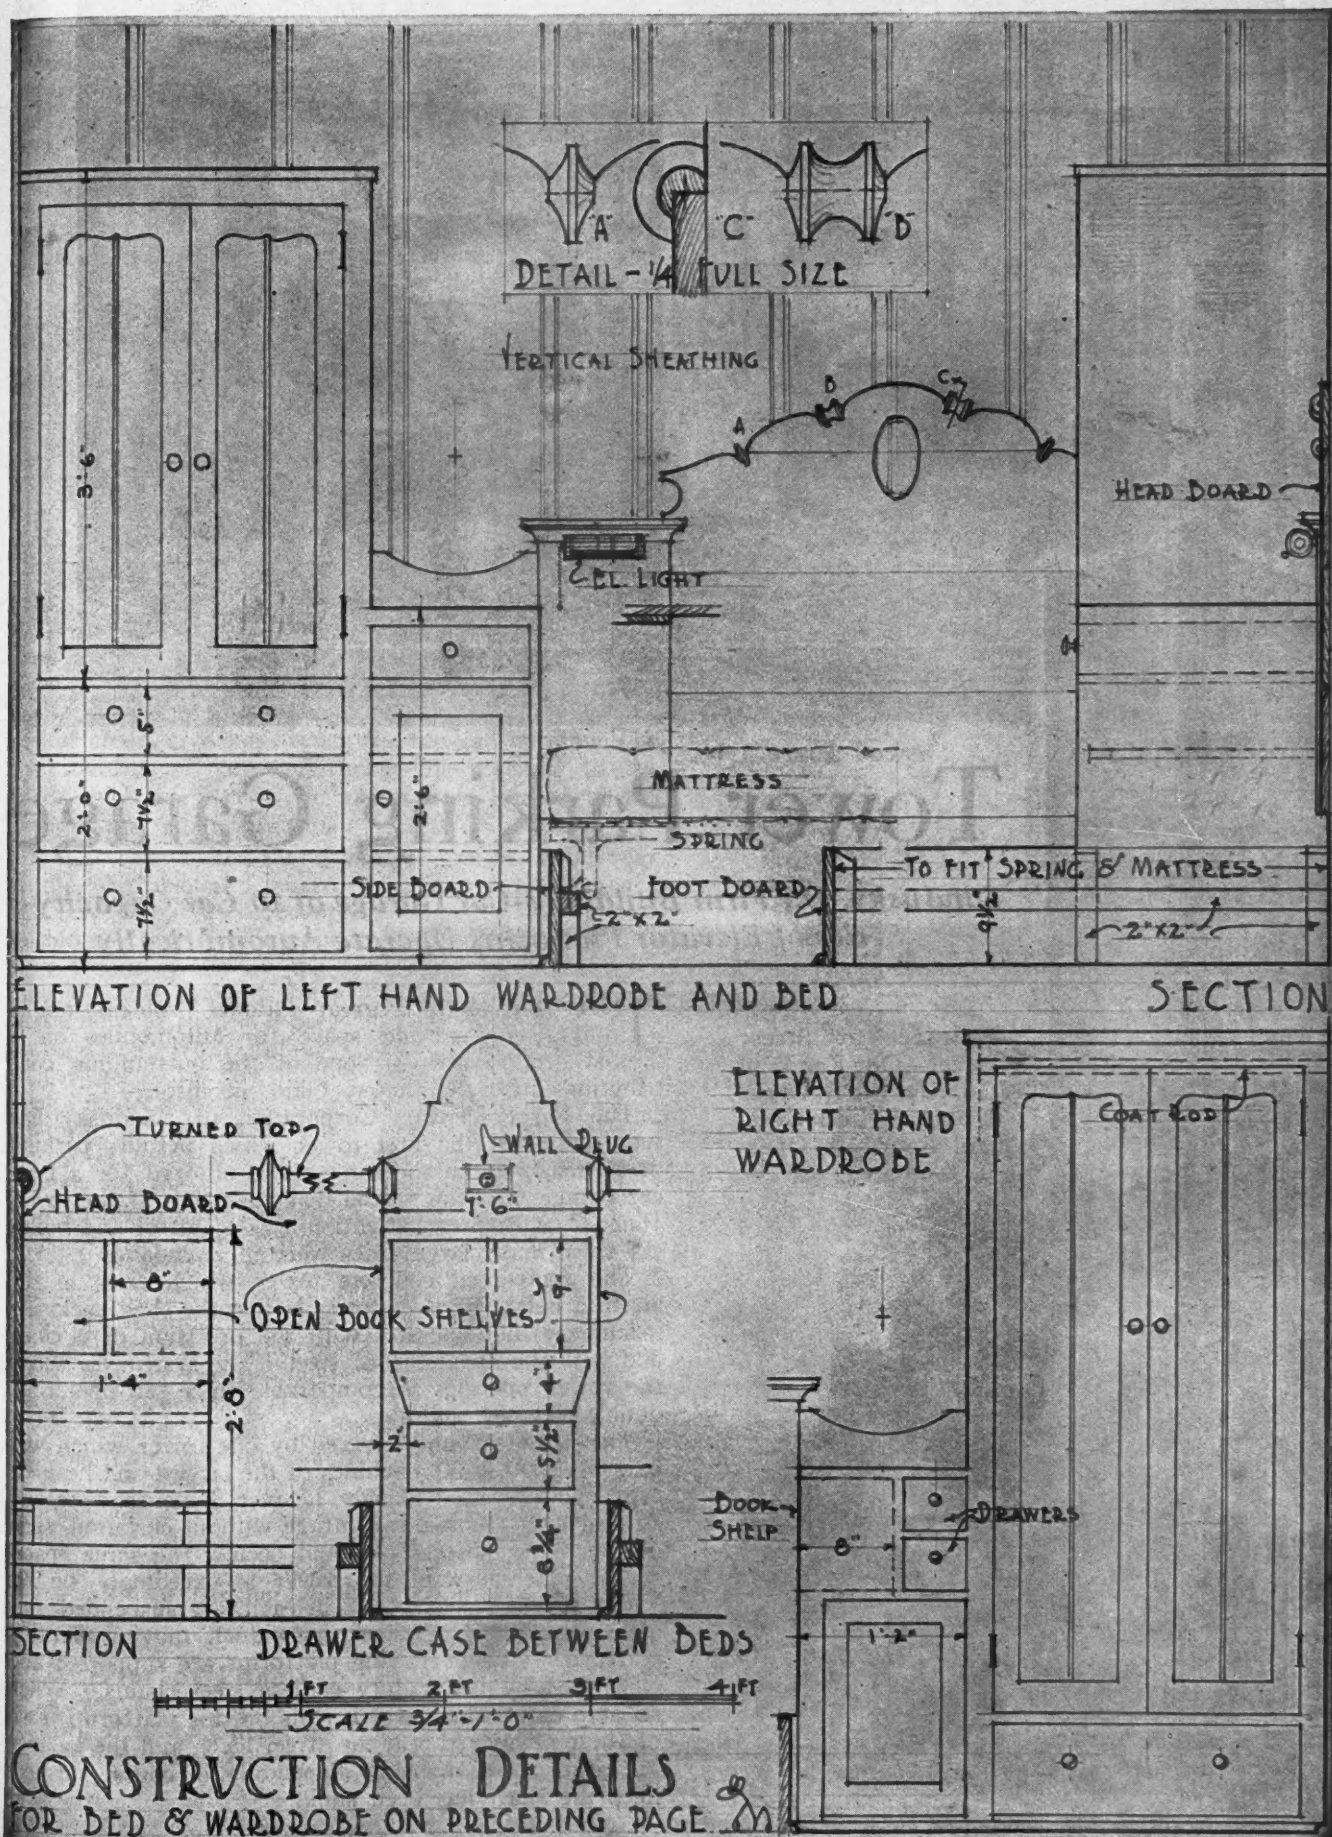 "A"
"C"
"B"
DETAIL - 1/4 FULL SIZE
VERTICAL SHEATHING
A
B
C
HEAD BOARD
3'-6"
EL. LIGHT
5"
2'-0"
7 1/2"
2'-6"
MATTRESS
SPRING
7 1/2"
SIDE BOARD
2"X2"
FOOT BOARD
TO FIT SPRING & MATTRESS
9 1/2"
2"X2"
ELEVATION OF LEFT HAND WARDROBE AND BED
SECTION
TURNED TOP
WALL PLUG
HEAD BOARD
1'-6"
8"
9"
OPEN BOOK SHELVES
1'-4"
2'-8"
4"
2"
5 1/2"
8 3/4"
SECTION
DRAWER CASE BETWEEN BEDS
ELEVATION OF
RIGHT HAND
WARDROBE
COAT ROD
BOOK
SHELF
8"
DRAWERS
1'-2"
1 FT 2 FT 3 FT 4 FT
SCALE 3/4"-1'-0"
CONSTRVCTION DETAILS
FOR BED & WARDROBE ON PRECEDING PAGE